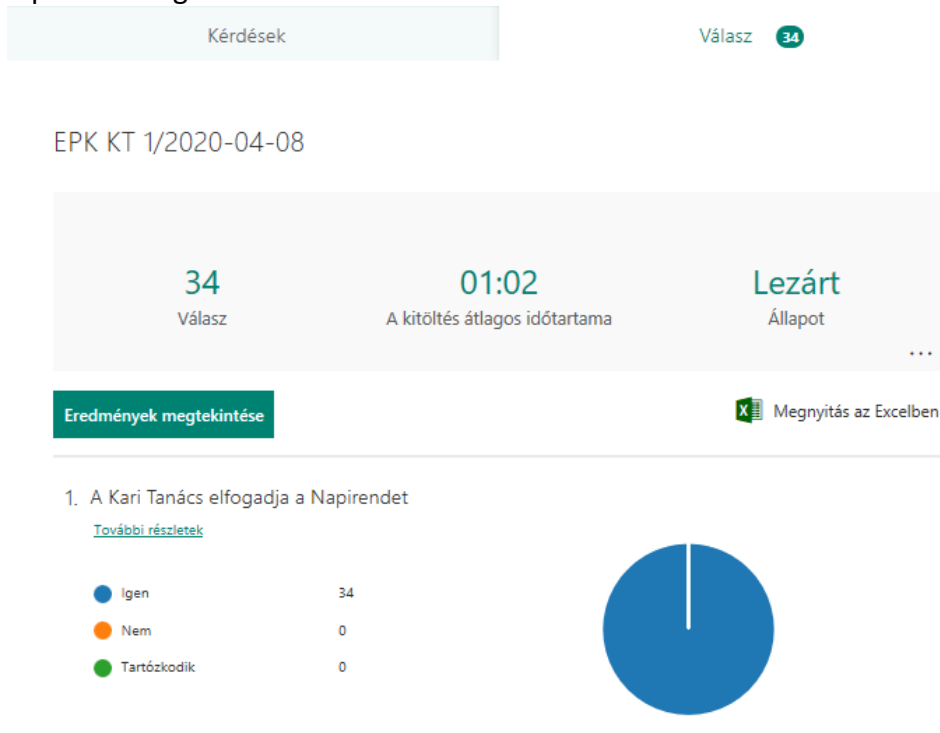 Kérdések
Válasz 34
EPK KT 1/2020-04-08
34 01:02 Lezárt
Válasz A kitöltés átlagos időtartama Állapot
...
Eredmények megtekintése Megnyitás az Excelben
1. A Kari Tanács elfogadja a Napirendet
További részletek
Igen 34
Nem 0
Tartózkodik 0